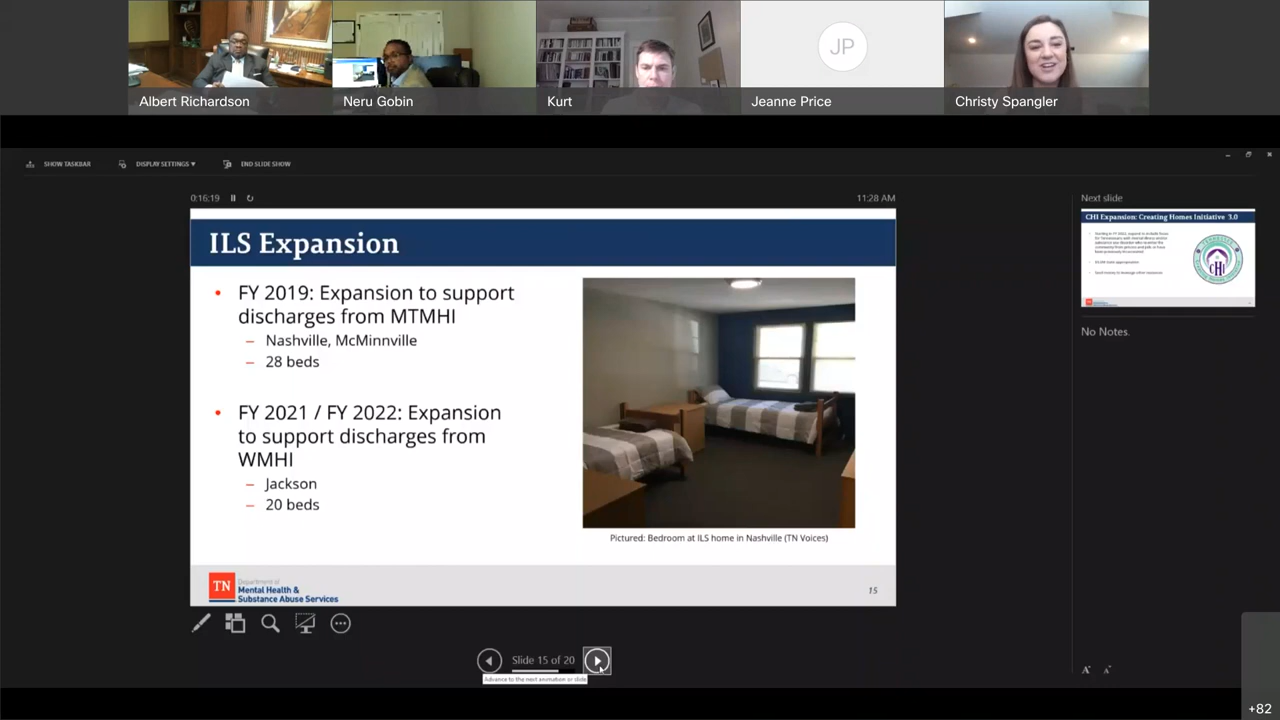 Albert Richardson
Neru Gobin
Kurt
JP
Jeanne Price
Christy Spangler
SHOW TASKBAR
DISPLAY SETTINGS ▾
END SLIDE SHOW
0:16:19
11:28 AM
ILS Expansion
• FY 2019: Expansion to support
discharges from MTMHI
– Nashville, McMinnville
– 28 beds
• FY 2021 / FY 2022: Expansion
to support discharges from
WMHI
– Jackson
– 20 beds
Pictured: Bedroom at ILS home in Nashville (TN Voices)
TN
Department of
Mental Health &
Substance Abuse Services
15
Next slide
CHI Expansion: Creating Homes Initiative 3.0
CHI
TN
No Notes.
Slide 15 of 20
Advance to the next animation or slide
A A
+82